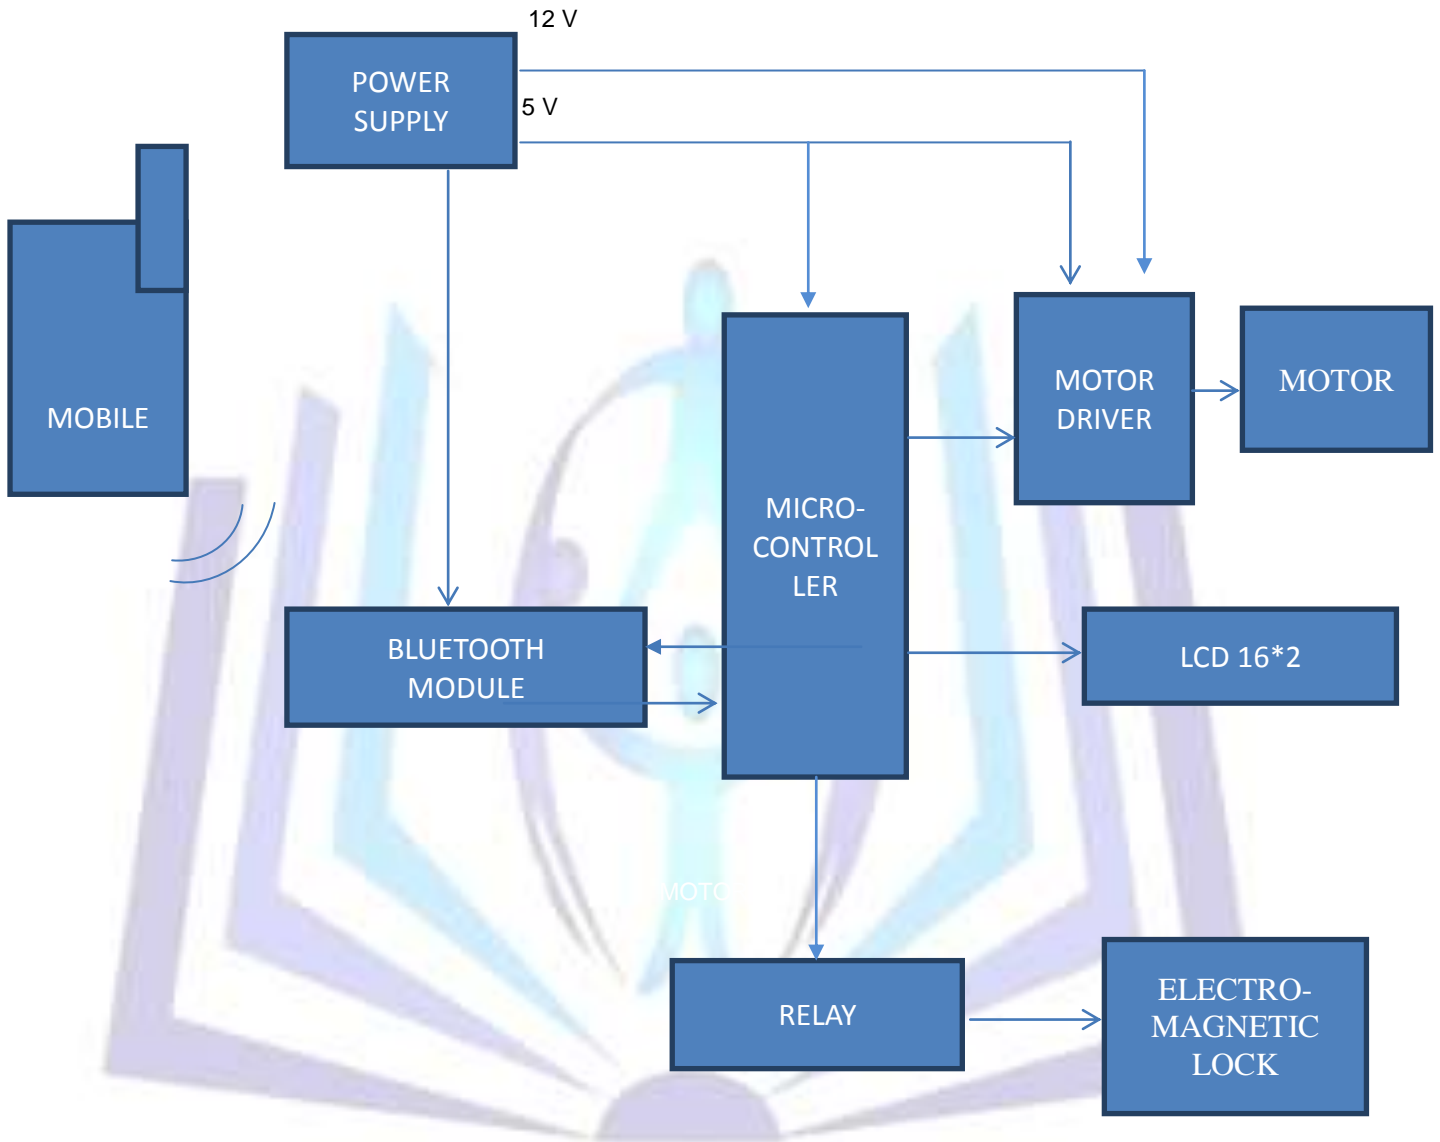 12 V
POWER
SUPPLY
5 V
MOBILE
MOTOR
DRIVER
MOTOR
MICRO-
CONTROL
LER
BLUETOOTH
MODULE
LCD 16*2
RELAY
ELECTRO-
MAGNETIC
LOCK